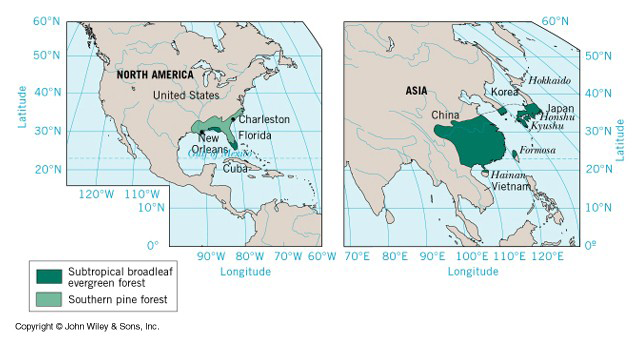 60°N
50°N
40°N
30°N
20°N
10°N
0°
Latitude
NORTH AMERICA
United States
Charleston
Florida
New
Orleans
Gulf of Mexico
Cuba
120°W 110°W
90°W 80°W 70°W 60°W
Longitude
60°N
50°N
40°N
30°N
20°N
10°N
0°
Latitude
ASIA
Hokkaido
Korea
Japan
Honshu
Kyushu
China
Formosa
Hainan
Vietnam
70°E 80°E 90°E 100°E 110°E 120°E
Longitude
Subtropical broadleaf
evergreen forest
Southern pine forest
Copyright © John Wiley & Sons, Inc.